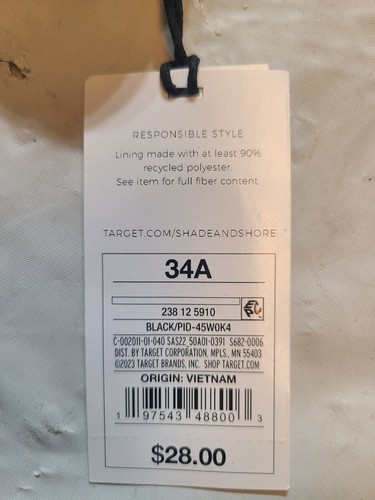 RESPONSIBLE STYLE
Lining made with at least 90%
recycled polyester.
See item for full fiber content.
TARGET.COM/SHADEANDSHORE
34A
238 12 5910
BLACK/PID-45W0K4
C-002011-01-040 SAS22_50A01-0391 S682-0006
DIST. BY TARGET CORPORATION, MPLS., MN 55403
©2023 TARGET BRANDS, INC. SHOP TARGET.COM
ORIGIN: VIETNAM
1 97543 48800 3
$28.00